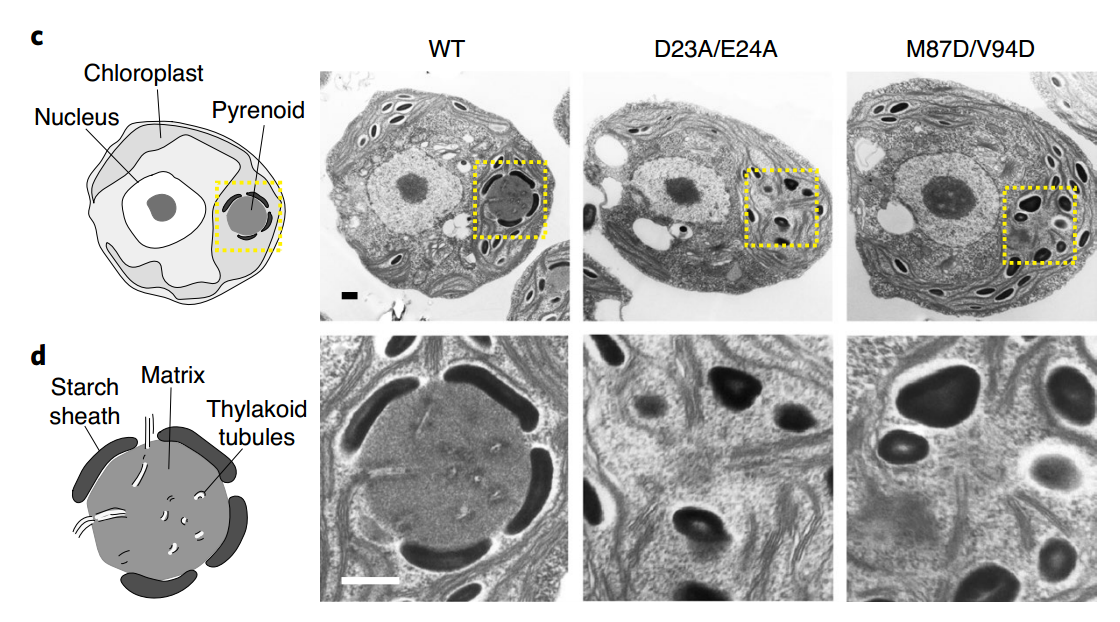 c
WT
D23A/E24A
M87D/V94D
Chloroplast
Nucleus
Pyrenoid
d
Matrix
Starch
sheath
Thylakoid
tubules